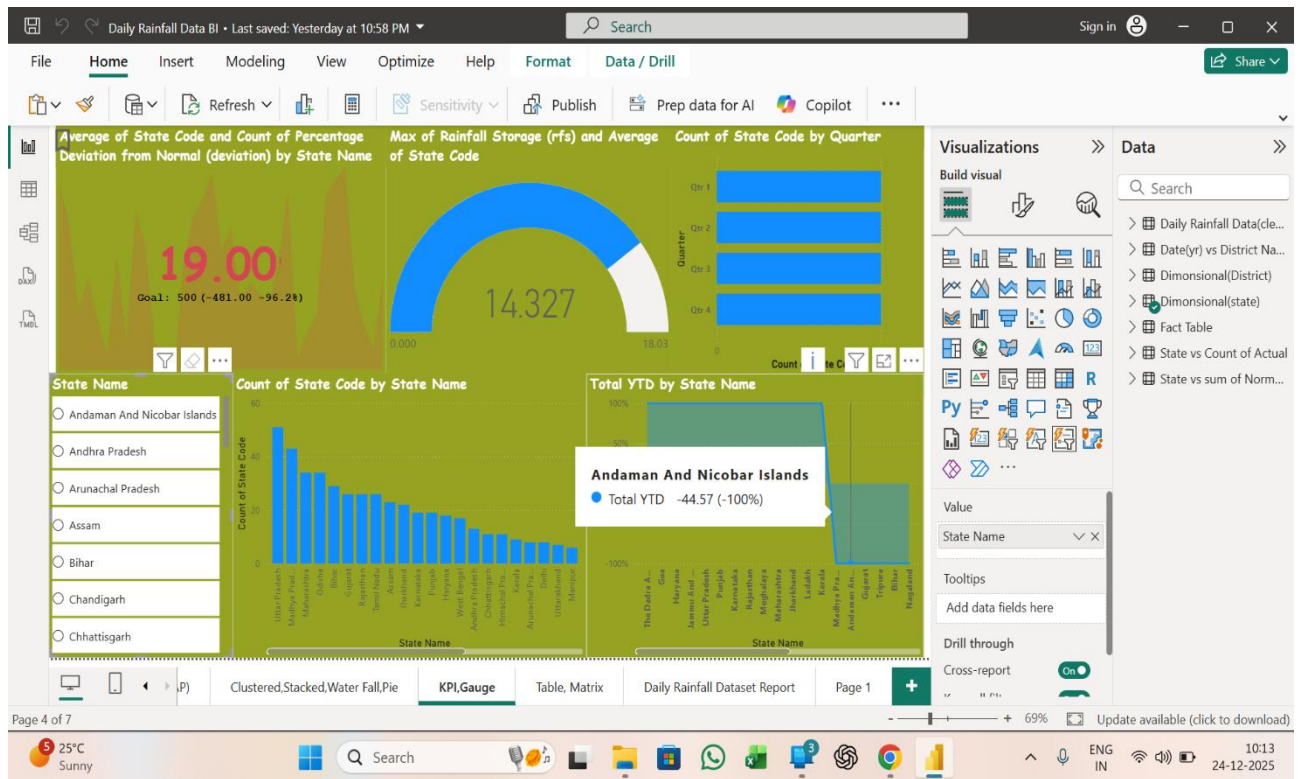 Daily Rainfall Data BI • Last saved: Yesterday at 10:58 PM
Search
Sign in
File Home Insert Modeling View Optimize Help Format Data / Drill
Share
Refresh
Sensitivity
Publish
Prep data for AI
Copilot
Average of State Code and Count of Percentage
Deviation from Normal (deviation) by State Name
19.00
Goal: 500 (-481.00 -96.2%)
Max of Rainfall Storage (rfs) and Average
of State Code
14.327
0.000
18.03
Count of State Code by Quarter
Quarter
Qtr 1
Qtr 2
Qtr 3
Qtr 4
0
Count
te C
State Name
Andaman And Nicobar Islands
Andhra Pradesh
Arunachal Pradesh
Assam
Bihar
Chandigarh
Chhattisgarh
Count of State Code by State Name
Count of State Code
60
40
20
0
Uttar Pradesh
Madhya Prad...
Maharashtra
Odisha
Bihar
Gujarat
Rajasthan
Tamil Nadu
Assam
Jharkhand
Karnataka
Punjab
Haryana
West Bengal
Andhra Pradesh
Chhattisgarh
Himachal Pra...
Kerala
Arunachal Pra...
Delhi
Uttarakhand
Manipur
State Name
Total YTD by State Name
100%
50%
-100%
Andaman And Nicobar Islands
Total YTD -44.57 (-100%)
The Dadra A...
Goa
Haryana
Jammu And ...
Uttar Pradesh
Punjab
Karnataka
Rajasthan
Meghalaya
Maharashtra
Jharkhand
Ladakh
Kerala
Madhya Pra...
Andaman An...
Gujarat
Tripura
Bihar
Nagaland
State Name
Visualizations
Build visual
R
Py
123
Value
State Name
Tooltips
Add data fields here
Drill through
Cross-report
On
Data
Search
Daily Rainfall Data(cle...
Date(yr) vs District Na...
Dimonsional(District)
Dimonsional(state)
Fact Table
State vs Count of Actual
State vs sum of Norm...
DAX
TMDL
.P)
Clustered,Stacked,Water Fall,Pie
KPI,Gauge
Table, Matrix
Daily Rainfall Dataset Report
Page 1
Page 4 of 7
69%
Update available (click to download)
5
25°C
Sunny
Search
3
ENG
IN
10:13
24-12-2025